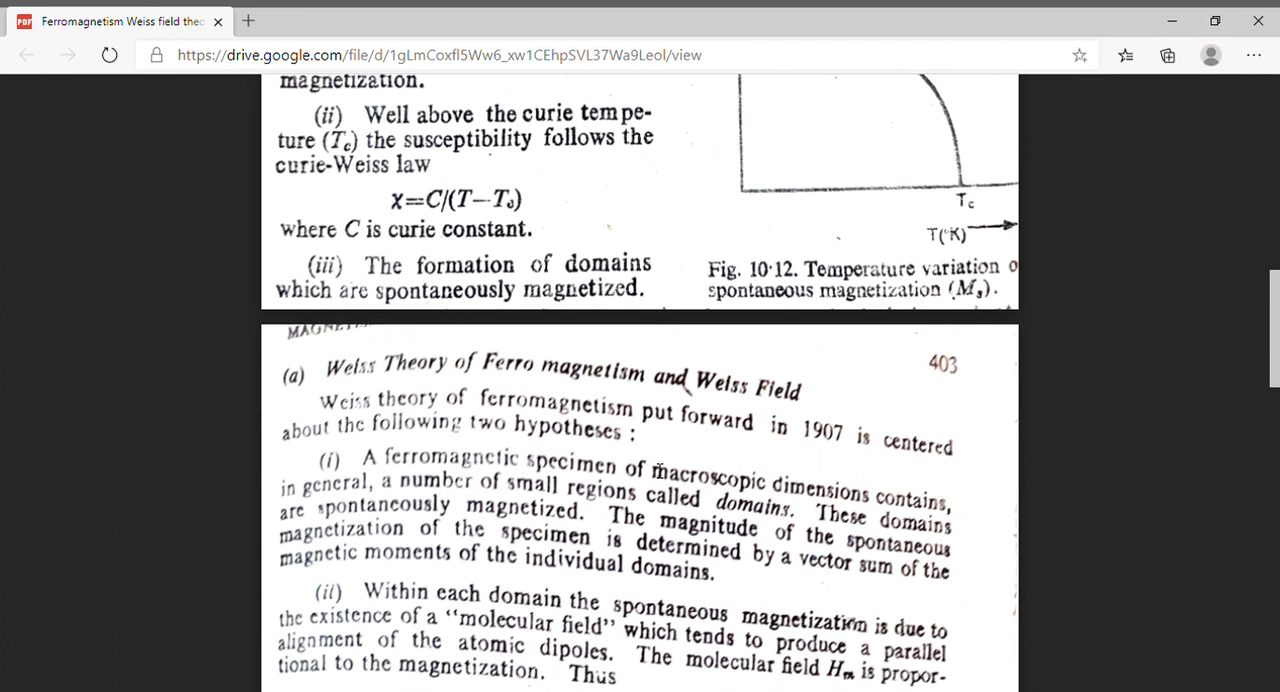 Ferromagnetism Weiss field theo
https://drive.google.com/file/d/1gLmCoxfl5Ww6_xw1CEhpSVL37Wa9Leol/view
magnetization.
(ii) Well above the curie tempe-
ture (Tc) the susceptibility follows the
curie-Weiss law
χ=C/(T−Tc)
where C is curie constant.
(iii) The formation of domains
which are spontaneously magnetized.
Tc
T(°K)
Fig. 10·12. Temperature variation o
spontaneous magnetization (Ms).
403
(a) Weiss Theory of Ferro magnetism and Weiss Field
Weiss theory of ferromagnetism put forward in 1907 is centered
about the following two hypotheses :
(i) A ferromagnetic specimen of macroscopic dimensions contains,
in general, a number of small regions called domains. These domains
are spontaneously magnetized. The magnitude of the spontaneous
magnetization of the specimen is determined by a vector sum of the
magnetic moments of the individual domains.
(ii) Within each domain the spontaneous magnetization is due to
the existence of a “molecular field” which tends to produce a parallel
alignment of the atomic dipoles. The molecular field Hm is propor-
tional to the magnetization. Thus